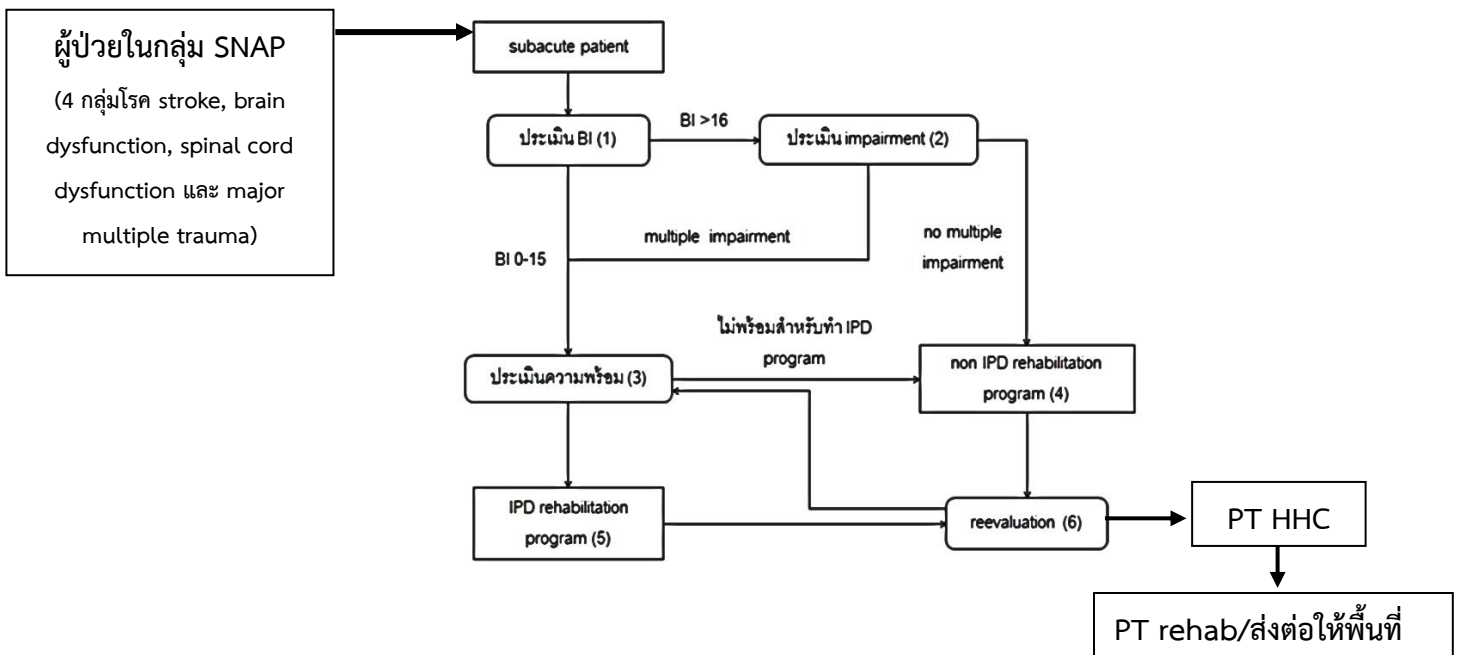 ผู้ป่วยในกลุ่ม SNAP
(4 กลุ่มโรค stroke, brain
dysfunction, spinal cord
dysfunction และ major
multiple trauma)
subacute patient
ประเมิน BI (1)
BI >16
ประเมิน impairment (2)
multiple impairment
no multiple
impairment
BI 0-15
ไม่พร้อมสำหรับทำ IPD
program
ประเมินความพร้อม (3)
non IPD rehabilitation
program (4)
IPD rehabilitation
program (5)
reevaluation (6)
PT HHC
PT rehab/ส่งต่อให้พื้นที่